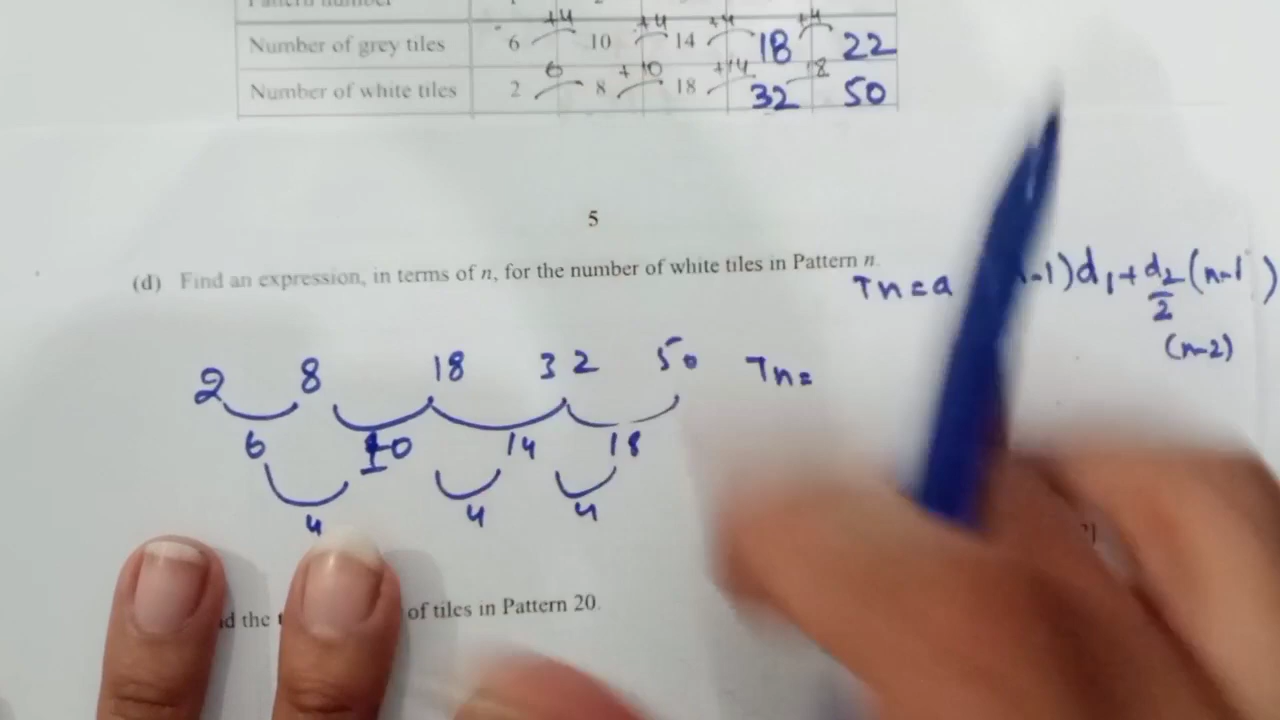 +4 +4 +4 +4
Number of grey tiles 6 10 14 18 22
6 +10 +14 18
Number of white tiles 2 8 18 32 50
5
(d) Find an expression, in terms of n, for the number of white tiles in Pattern n.
Tn=a -1)d₁+d₂/2(n-1)
(n-2)
2 8 18 32 50 Tn=
6 10 14 18
4 4 4
of tiles in Pattern 20.